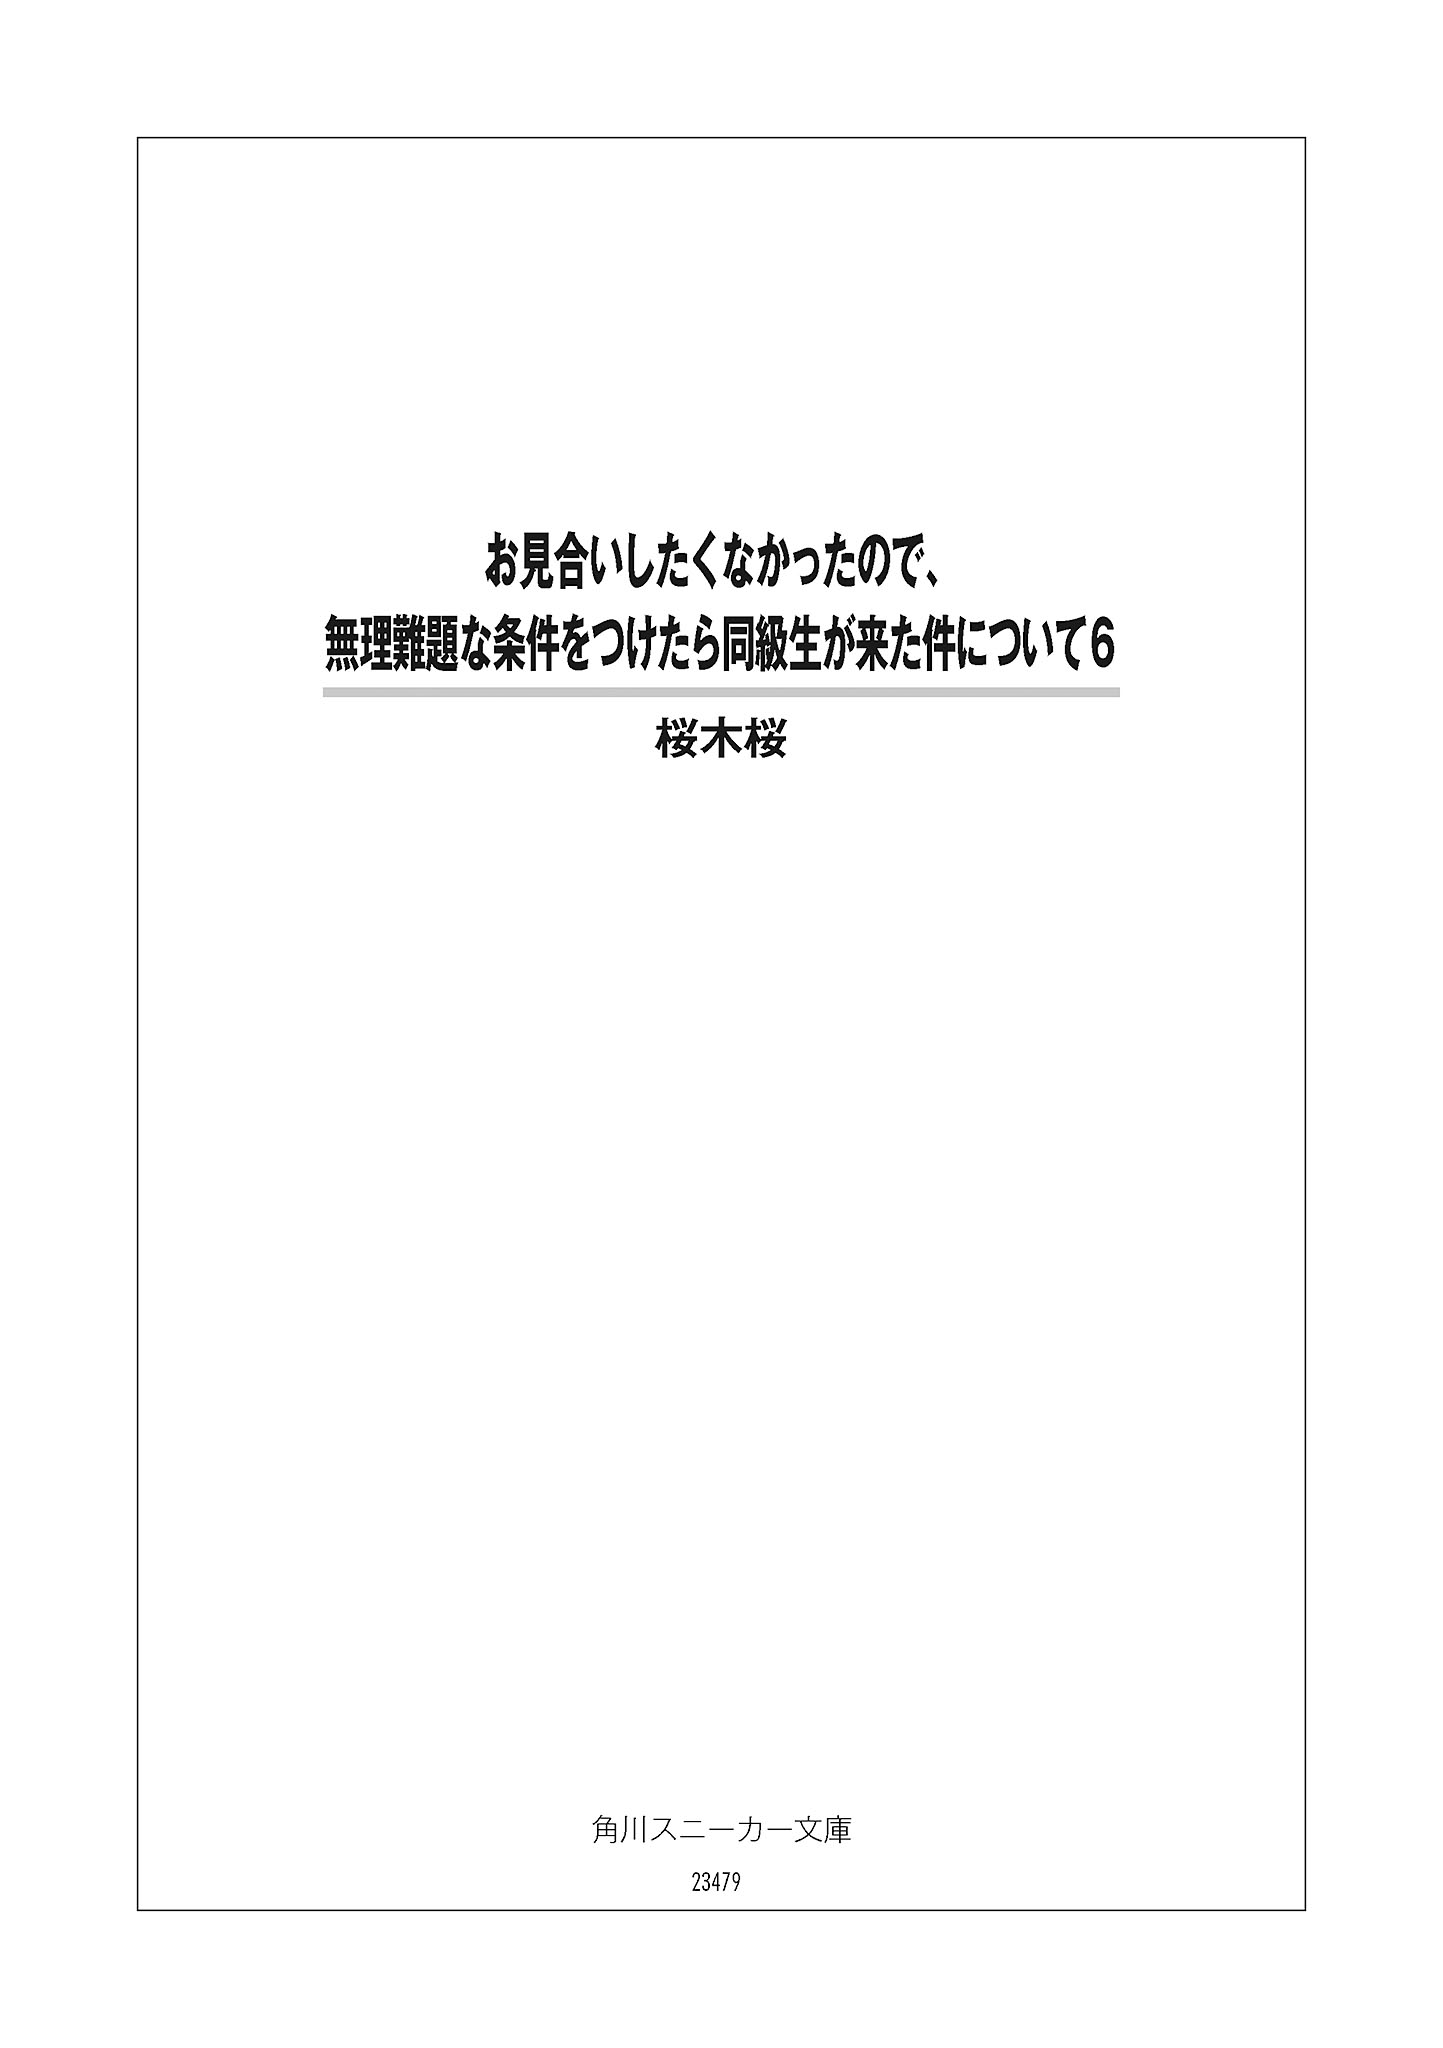 お見合いしたくなかったので、
無理難題な条件をつけたら同級生が来た件について6
桜木桜
角川スニーカー文庫
23479